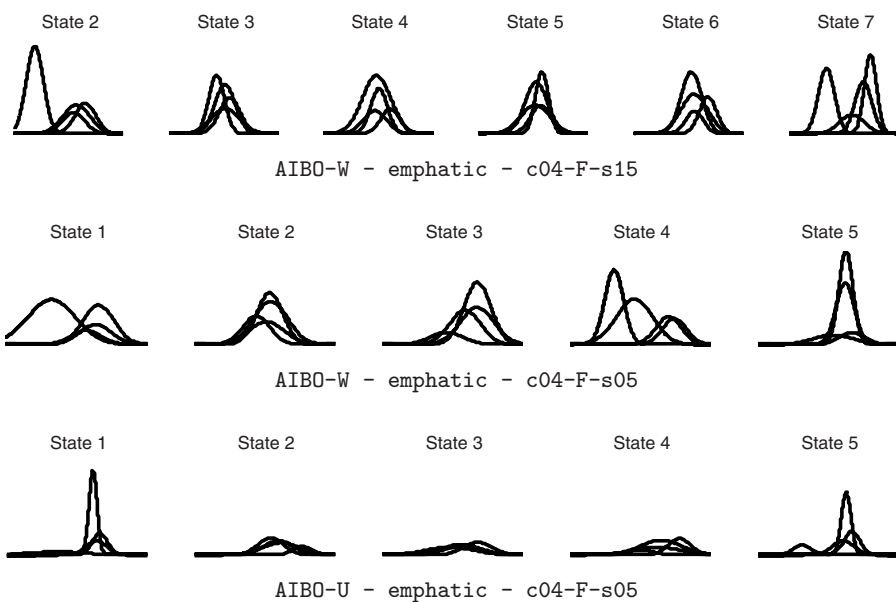 State 2 State 3 State 4 State 5 State 6 State 7
AIBO-W - emphatic - c04-F-s15
State 1 State 2 State 3 State 4 State 5
AIBO-W - emphatic - c04-F-s05
State 1 State 2 State 3 State 4 State 5
AIBO-U - emphatic - c04-F-s05